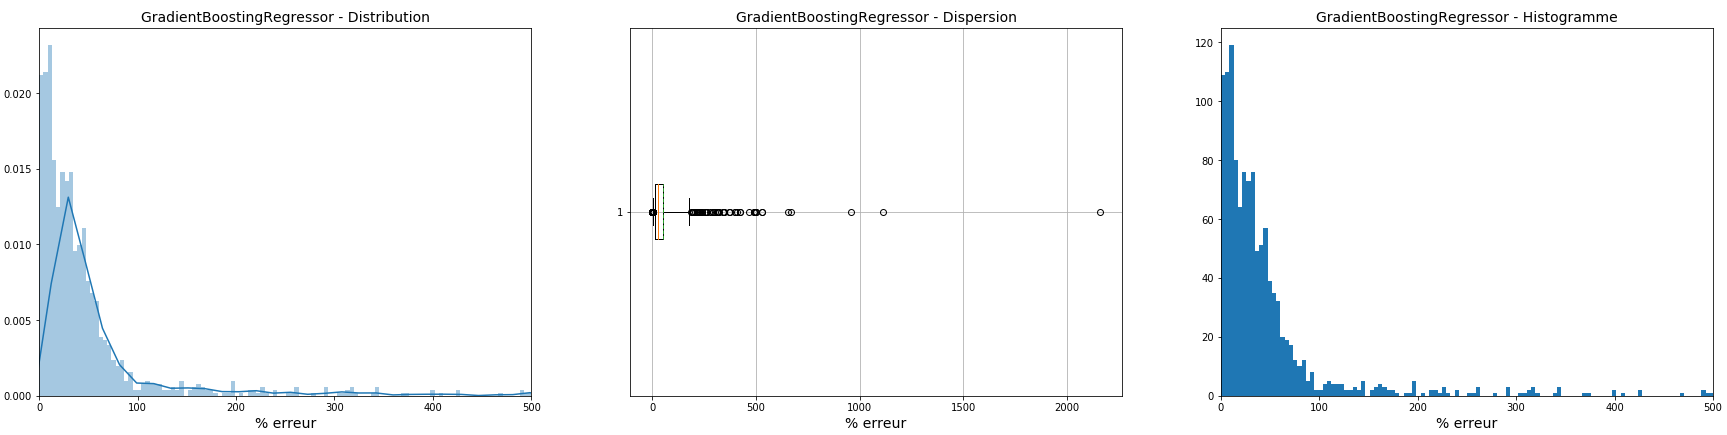 GradientBoostingRegressor - Distribution
0.020
0.015
0.010
0.005
0.000
0 100 200 300 400 500
% erreur
GradientBoostingRegressor - Dispersion
1
0 500 1000 1500 2000
% erreur
GradientBoostingRegressor - Histogramme
120
100
80
60
40
20
0
0 100 200 300 400 500
% erreur